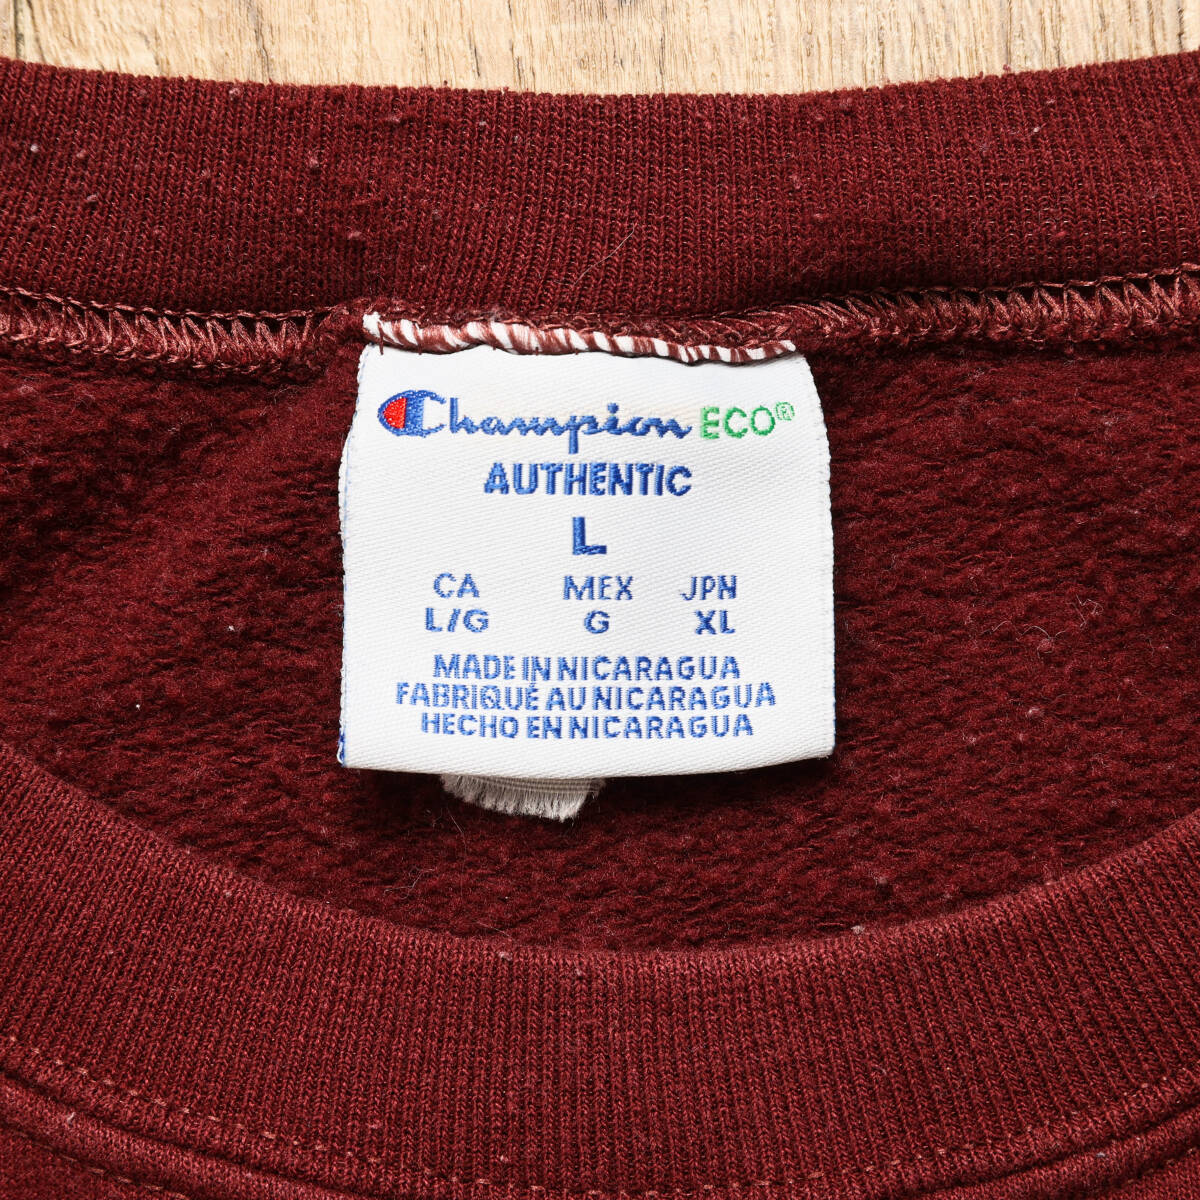 Champion ECO®
AUTHENTIC
L
CA MEX JPN
L/G G XL
MADE IN NICARAGUA
FABRIQUÉ AU NICARAGUA
HECHO EN NICARAGUA